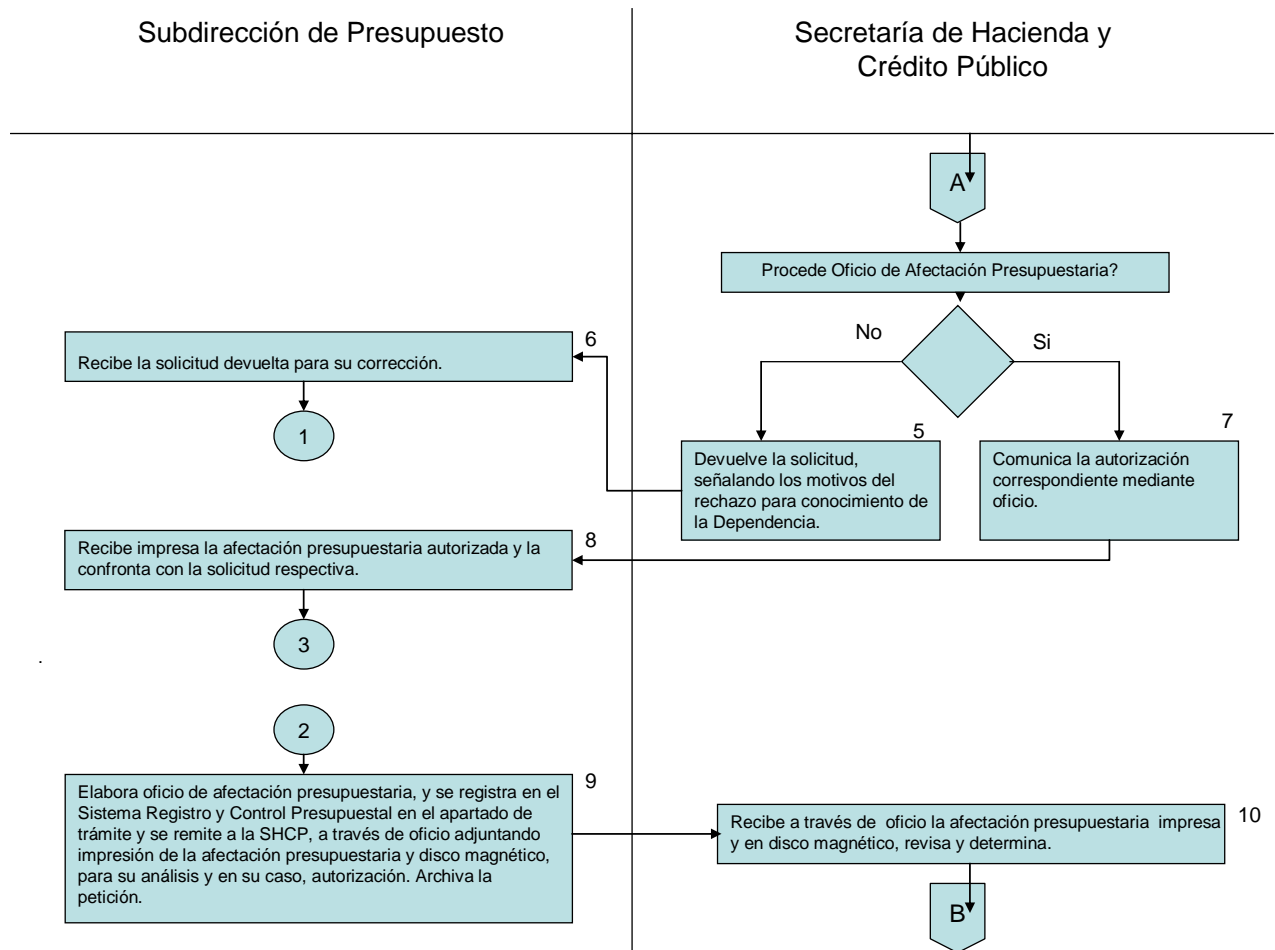 Subdirección de Presupuesto
Secretaría de Hacienda y
Crédito Público
A
Procede Oficio de Afectación Presupuestaria?
No
Si
6
Recibe la solicitud devuelta para su corrección.
1
5
Devuelve la solicitud,
señalando los motivos del
rechazo para conocimiento de
la Dependencia.
7
Comunica la autorización
correspondiente mediante
oficio.
8
Recibe impresa la afectación presupuestaria autorizada y la
confronta con la solicitud respectiva.
3
.
2
9
Elabora oficio de afectación presupuestaria, y se registra en el
Sistema Registro y Control Presupuestal en el apartado de
trámite y se remite a la SHCP, a través de oficio adjuntando
impresión de la afectación presupuestaria y disco magnético,
para su análisis y en su caso, autorización. Archiva la
petición.
10
Recibe a través de oficio la afectación presupuestaria impresa
y en disco magnético, revisa y determina.
B